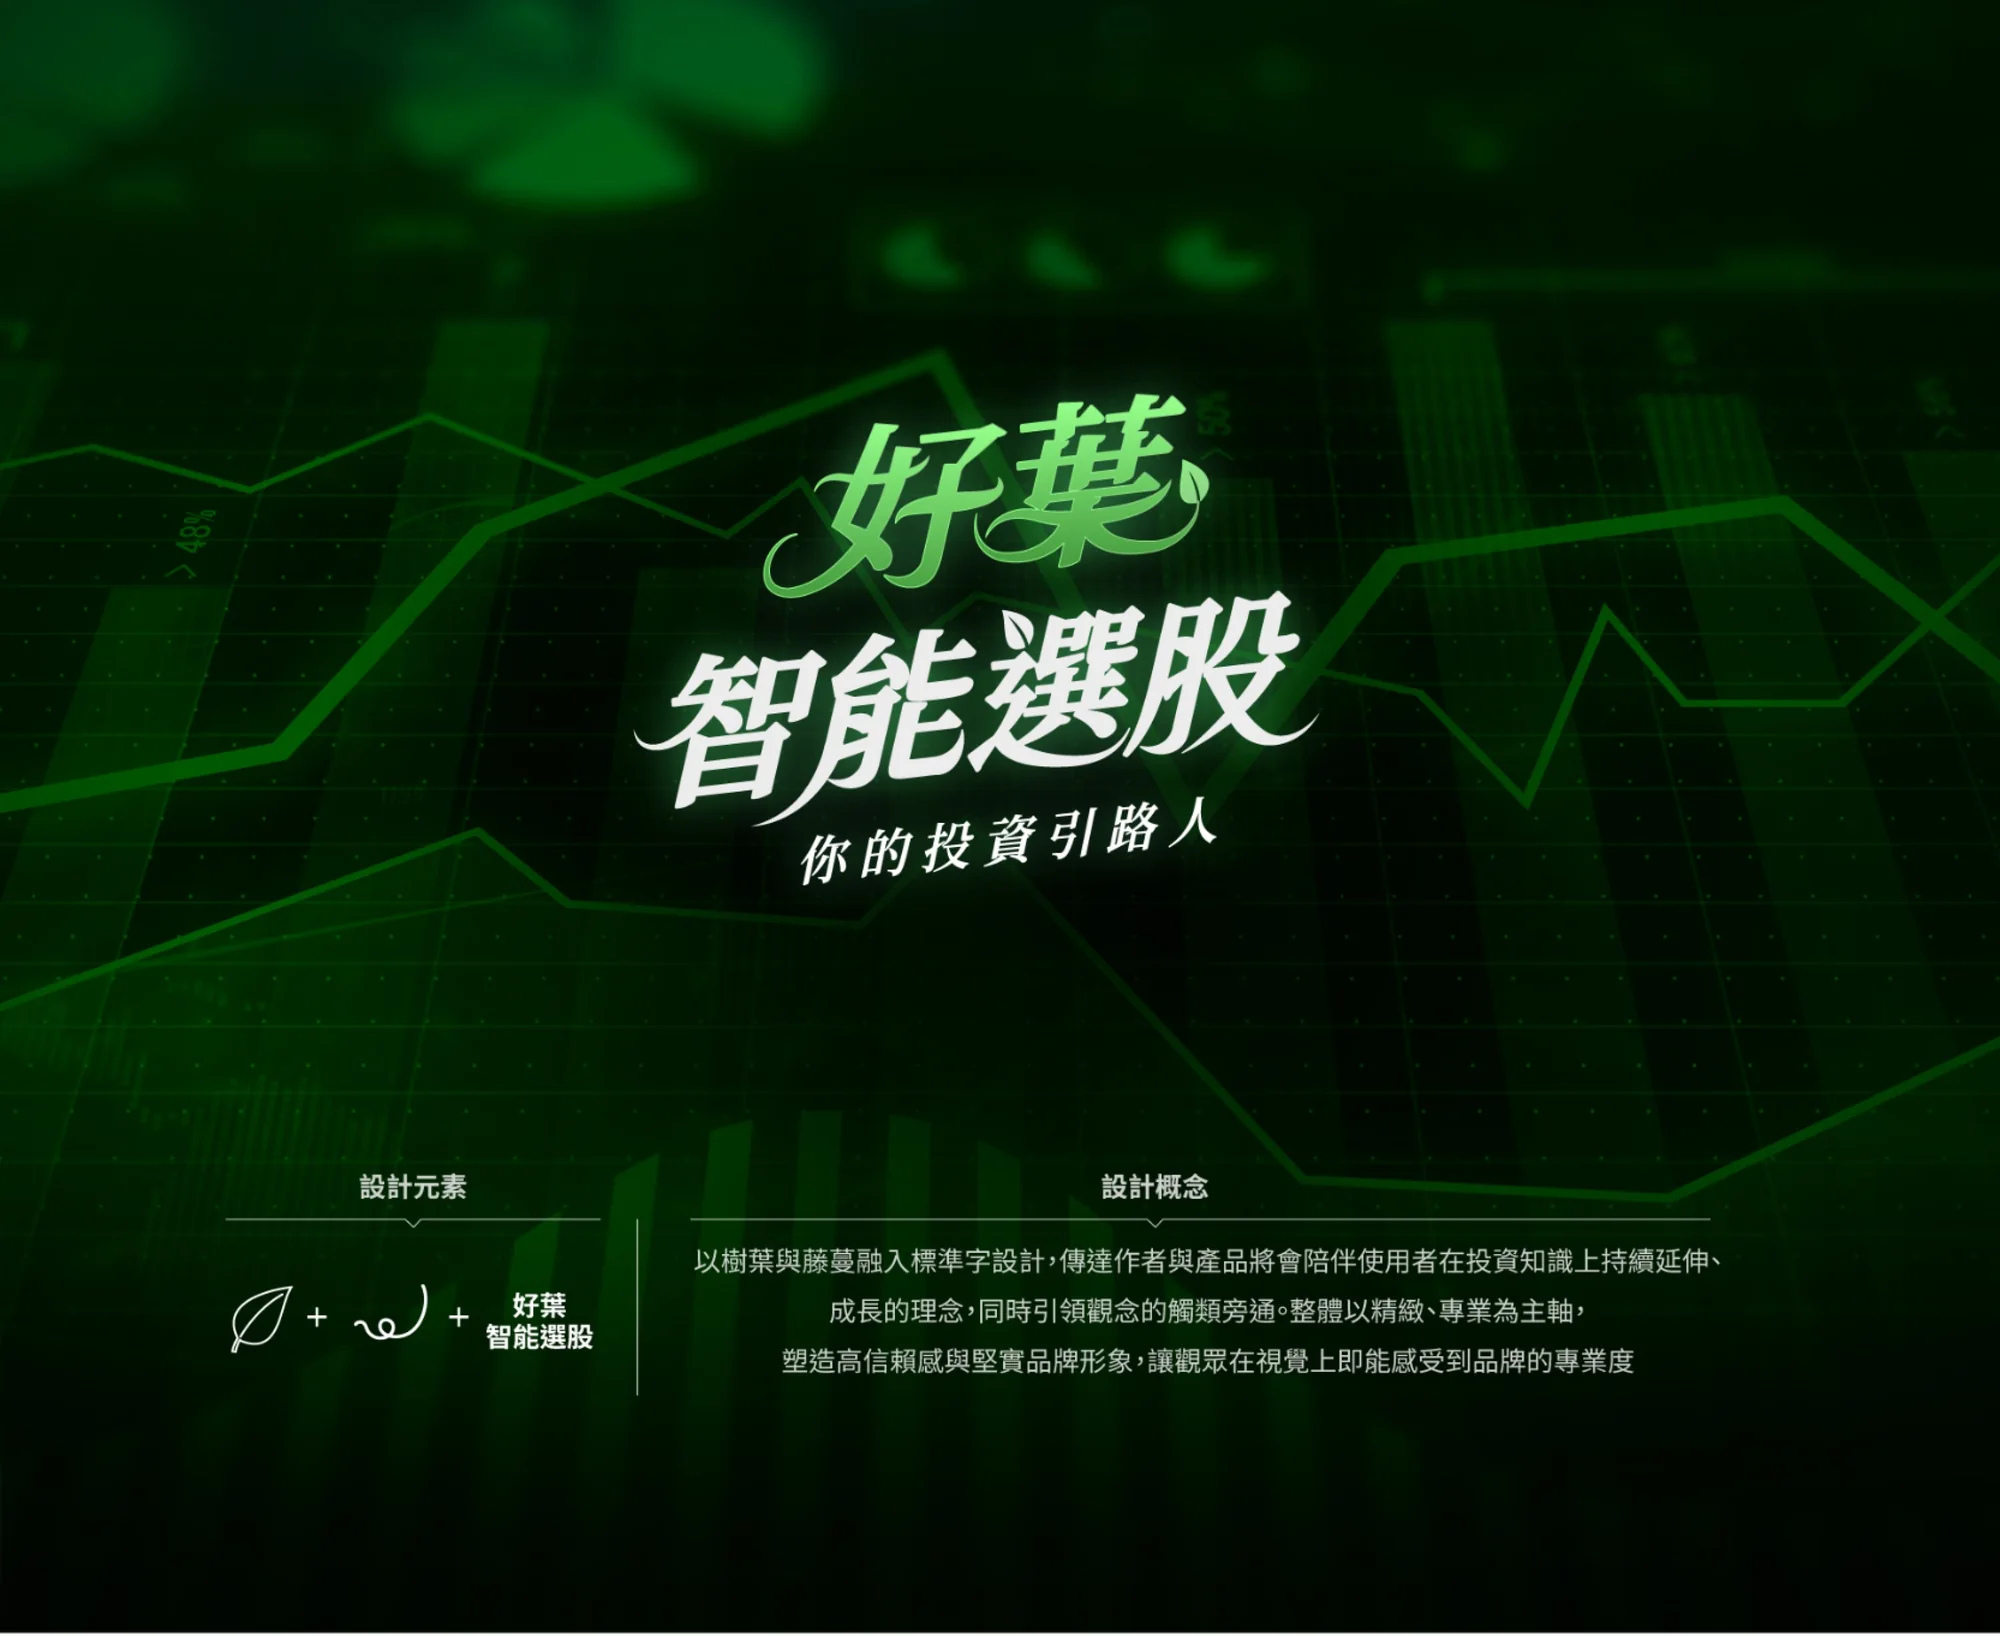 好葉
智能選股
你的投資引路人
48%
50%
設計元素
+ + 好葉
智能選股
設計概念
以樹葉與藤蔓融入標準字設計，傳達作者與產品將會陪伴使用者在投資知識上持續延伸、
成長的理念，同時引領觀念的觸類旁通。整體以精緻、專業為主軸，
塑造高信賴感與堅實品牌形象，讓觀眾在視覺上即能感受到品牌的專業度